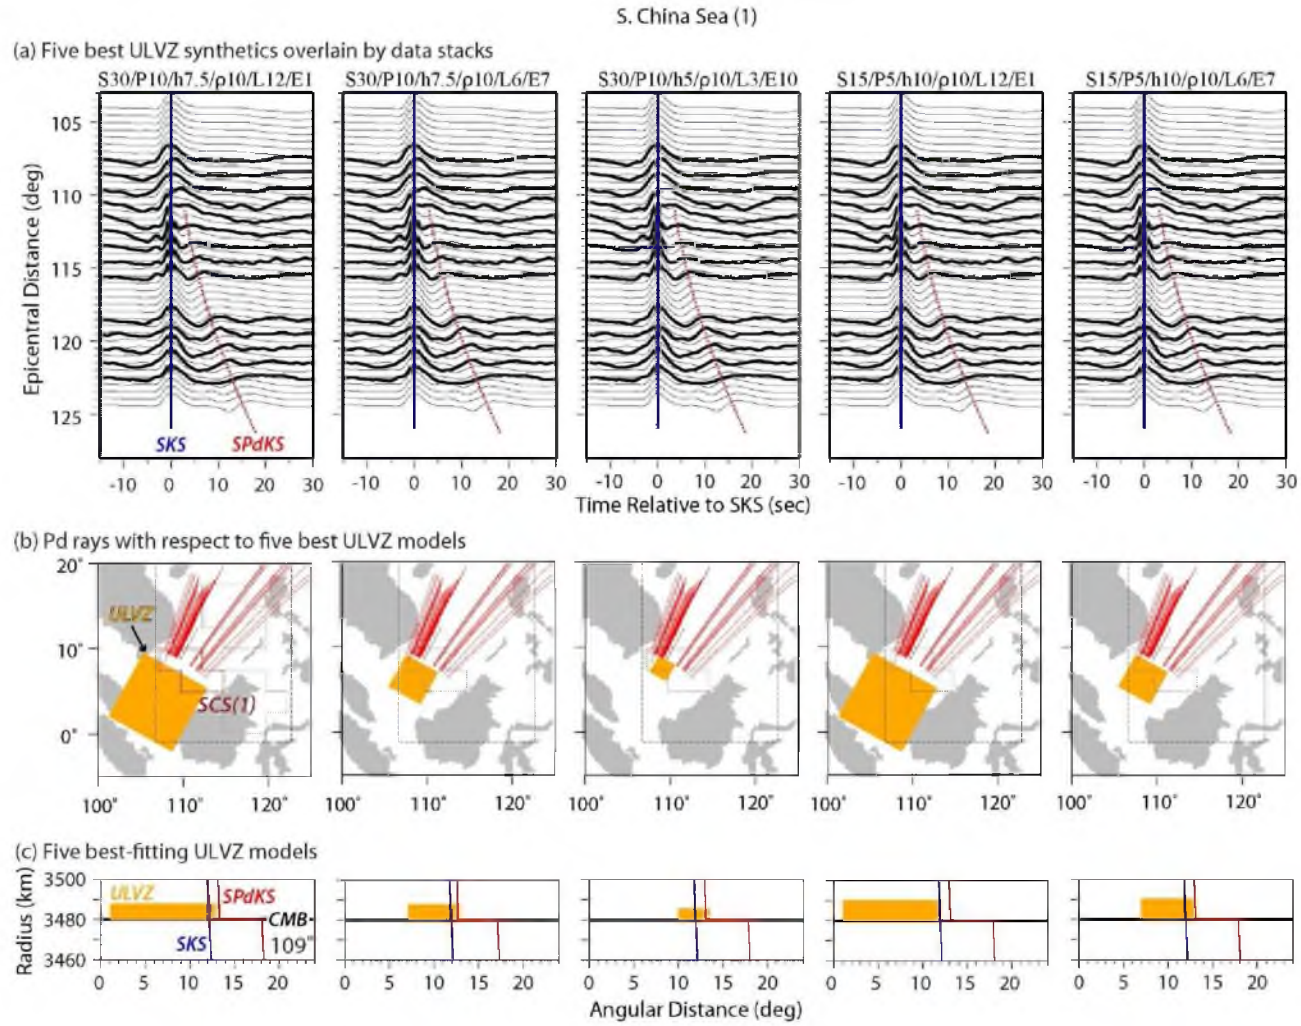 S. China Sea (1)
(a) Five best ULVZ synthetics overlain by data stacks
S30/P10/h7.5/ρ10/L12/E1 S30/P10/h7.5/ρ10/L6/E7 S30/P10/h5/ρ10/L3/E10 S15/P5/h10/ρ10/L12/E1 S15/P5/h10/ρ10/L6/E7
Epicentral Distance (deg)
105
110
115
120
125
SKS SPdKS
-10 0 10 20 30 -10 0 10 20 30 -10 0 10 20 30 -10 0 10 20 30 -10 0 10 20 30
Time Relative to SKS (sec)
(b) Pd rays with respect to five best ULVZ models
20°
ULVZ
10°
SCS(1)
0°
100° 110° 120° 100° 110° 120° 100° 110° 120° 100° 110° 120° 100° 110° 120°
(c) Five best-fitting ULVZ models
Radius (km)
3500
ULVZ SPdKS
3480
CMB
SKS 109°
3460
0 5 10 15 20 0 5 10 15 20 0 5 10 15 20 0 5 10 15 20 0 5 10 15 20
Angular Distance (deg)